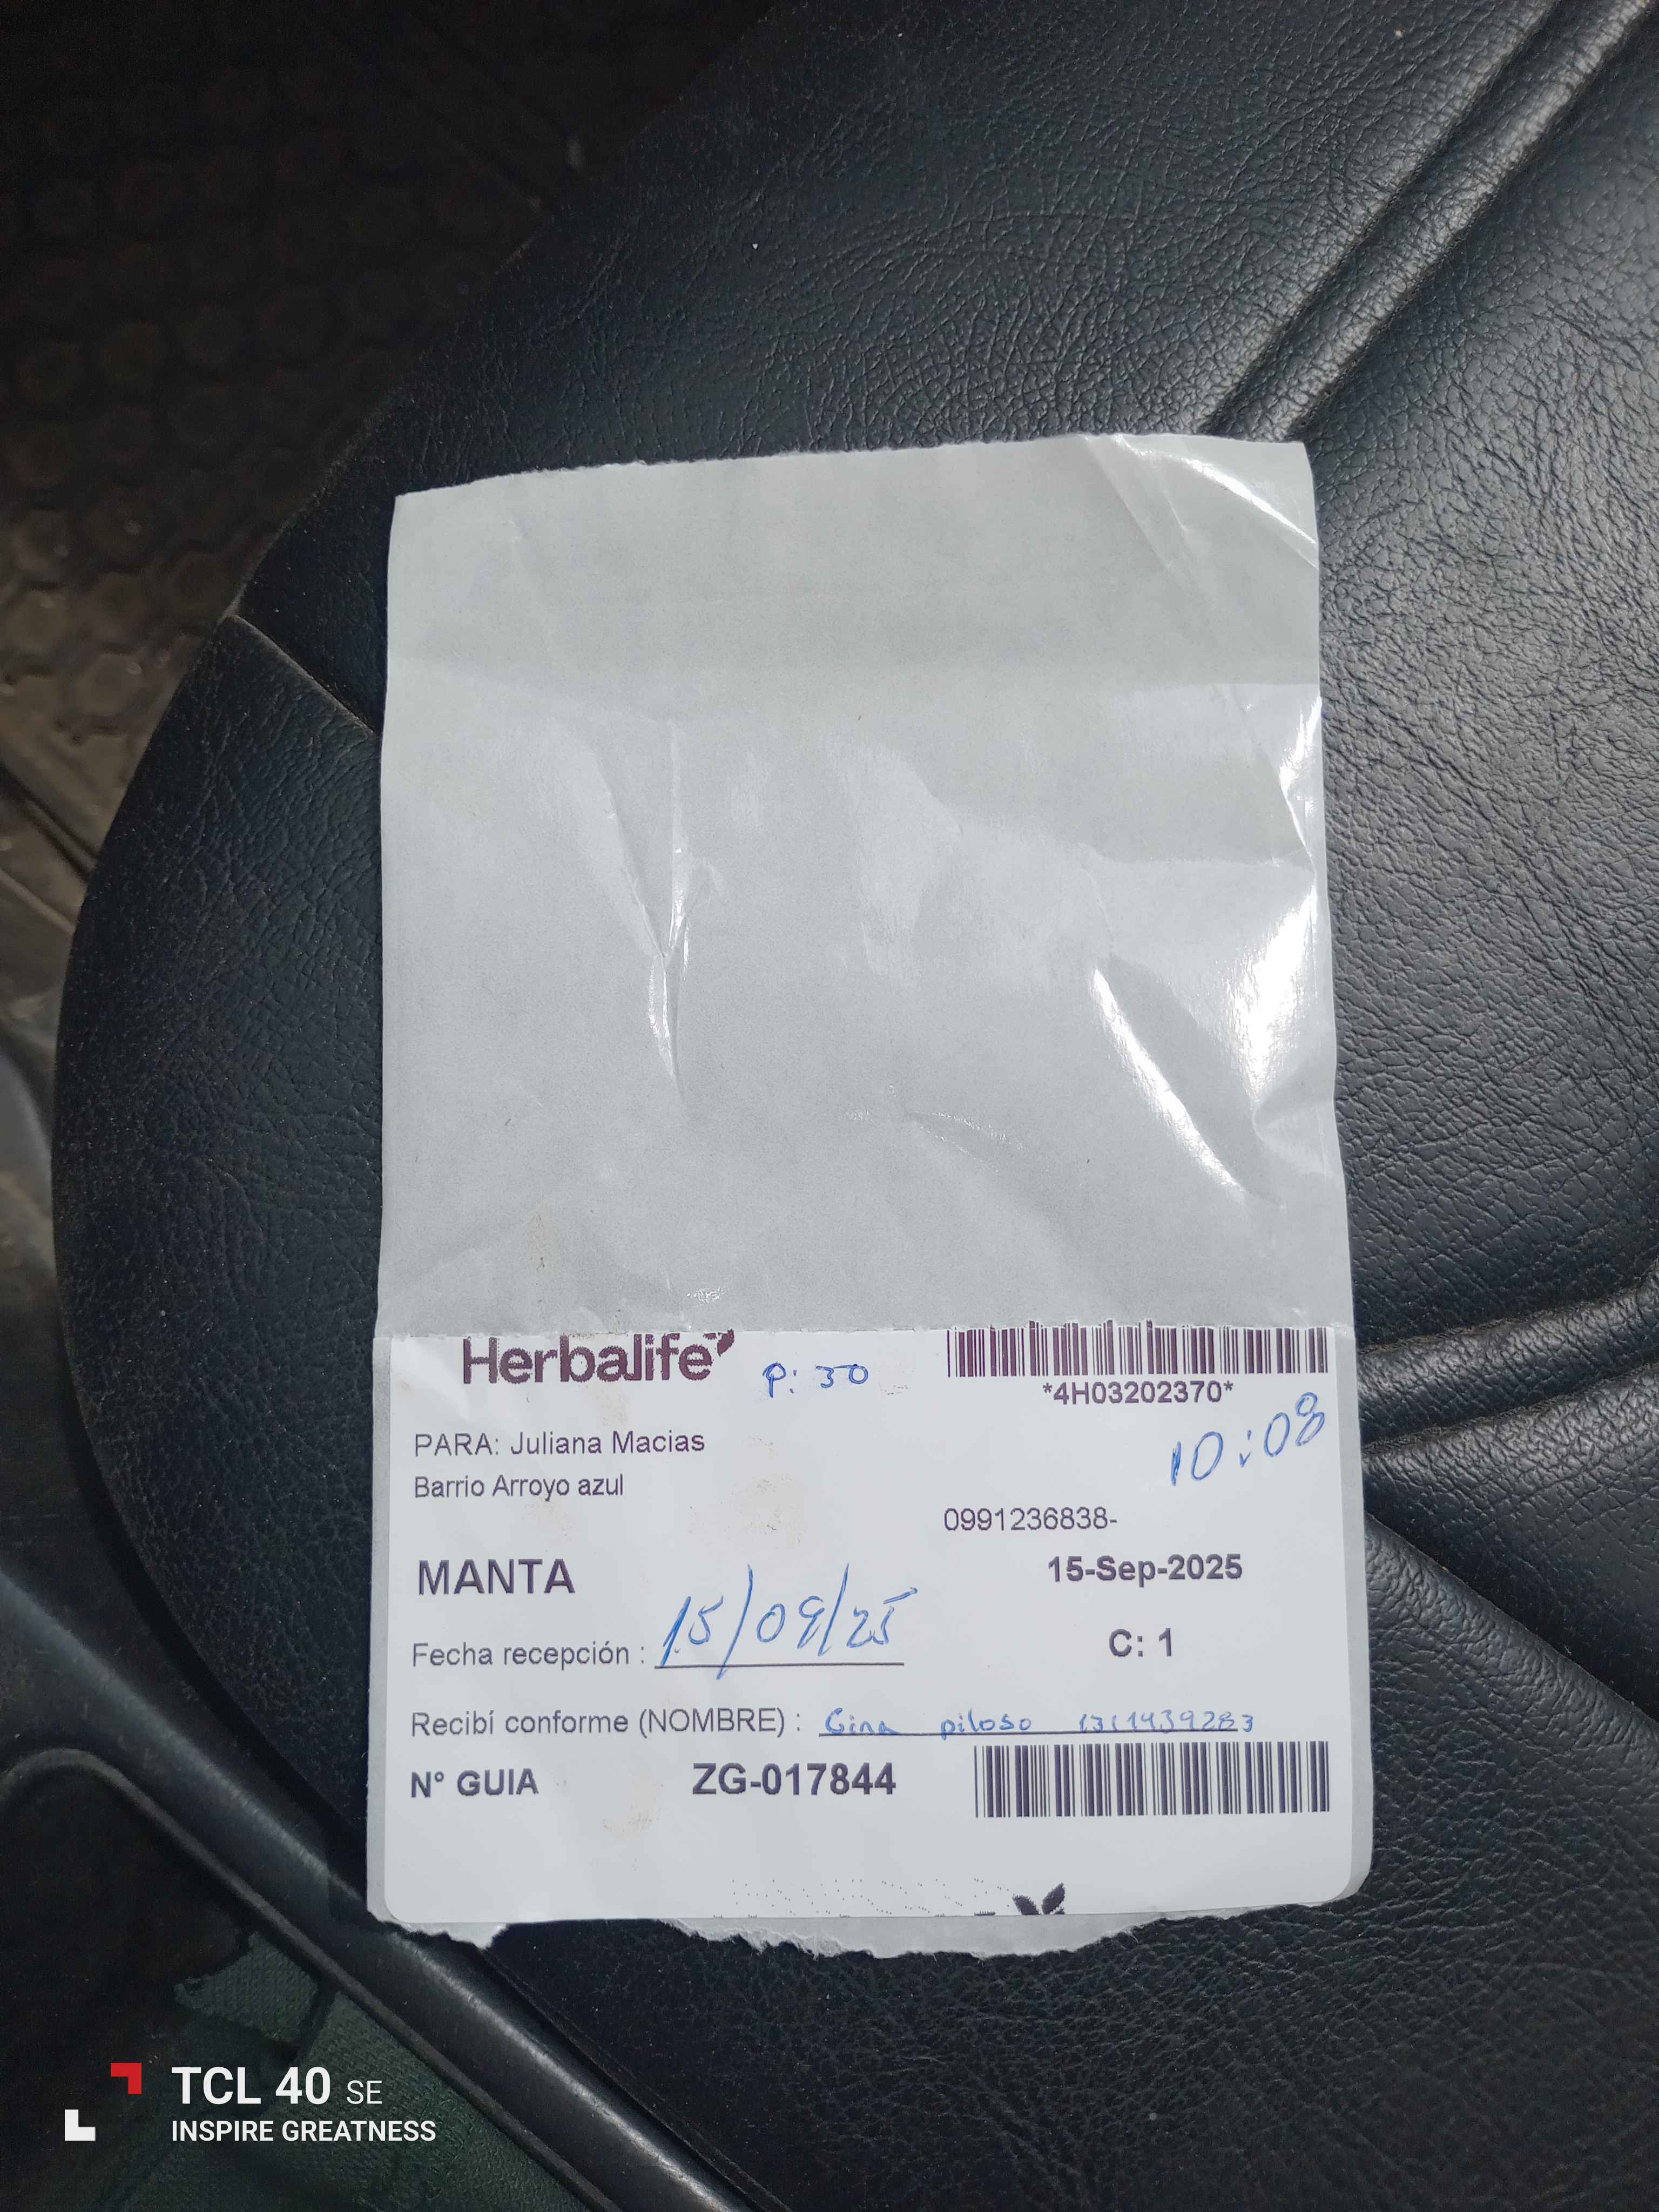 Herbalife P: 30
*4H03202370*
PARA: Juliana Macias
10:08
Barrio Arroyo azul
0991236838-
MANTA
15-Sep-2025
Fecha recepción : 15/09/25
C: 1
Recibí conforme (NOMBRE) : Gina piloso 1311439283
N° GUIA ZG-017844
TCL 40 SE
INSPIRE GREATNESS